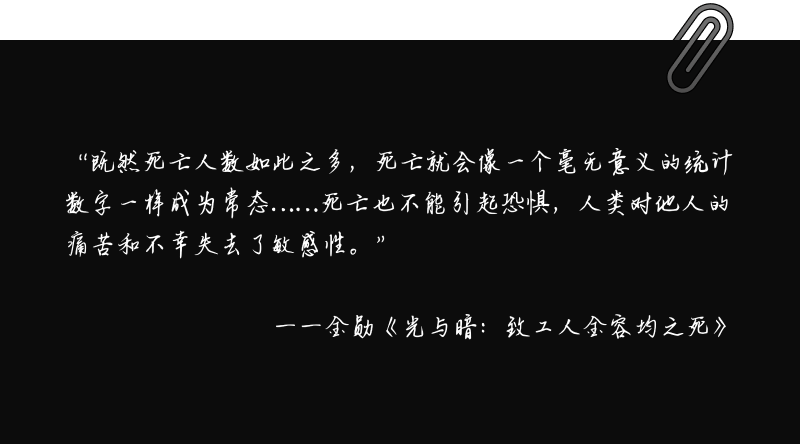 “既然死亡人数如此之多，死亡就会像一个毫无意义的统计
数字一样成为常态……死亡也不能引起恐惧，人类对他人的
痛苦和不幸失去了敏感性。”
——金勋《光与暗：致工人金容均之死》